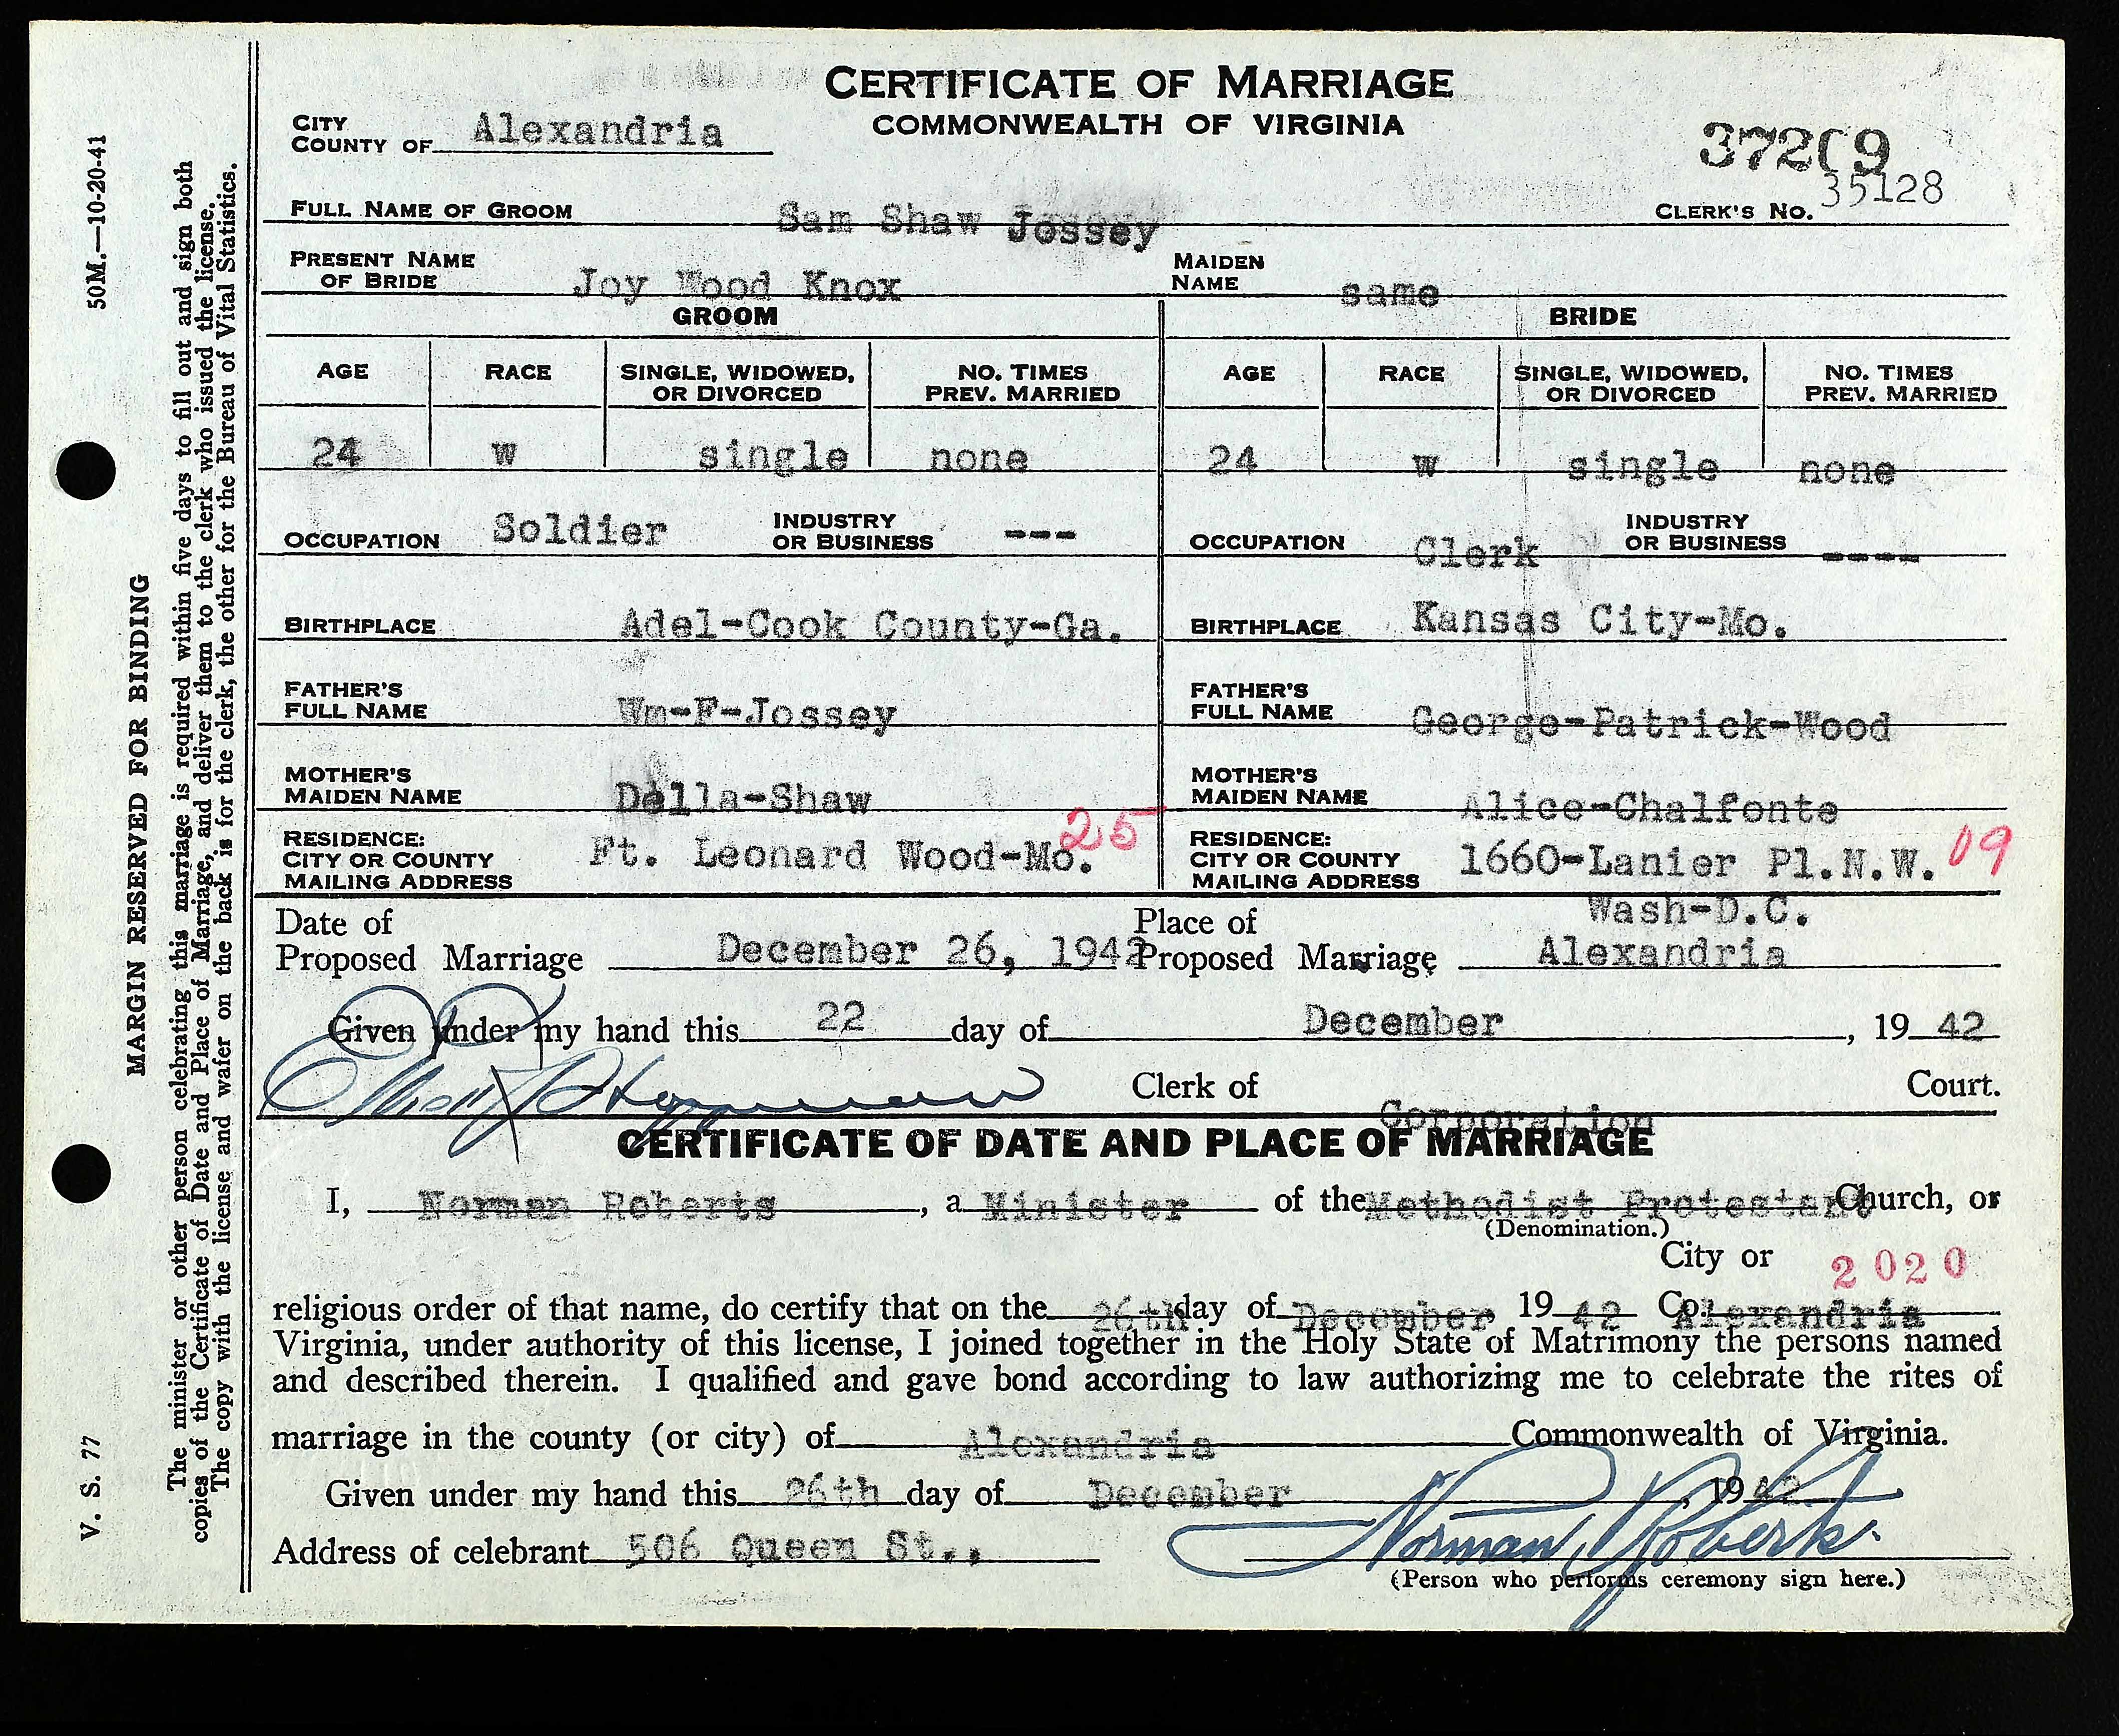 CERTIFICATE OF MARRIAGE
COMMONWEALTH OF VIRGINIA
CITY
COUNTY OF Alexandria
37209
FULL NAME OF GROOM Sam Shaw Jossey CLERK'S No. 35128
PRESENT NAME OF BRIDE Joy Wood Knox MAIDEN NAME same
GROOM BRIDE
AGE RACE SINGLE, WIDOWED, OR DIVORCED NO. TIMES PREV. MARRIED AGE RACE SINGLE, WIDOWED, OR DIVORCED NO. TIMES PREV. MARRIED
24 w single none 24 w single none
OCCUPATION Soldier INDUSTRY OR BUSINESS --- OCCUPATION Clerk INDUSTRY OR BUSINESS ----
BIRTHPLACE Adel-Cook County-Ga. BIRTHPLACE Kansas City-Mo.
FATHER'S FULL NAME Wm-F-Jossey FATHER'S FULL NAME George-Patrick-Wood
MOTHER'S MAIDEN NAME Della-Shaw MOTHER'S MAIDEN NAME Alice-Chalfonte
RESIDENCE: CITY OR COUNTY MAILING ADDRESS Ft. Leonard Wood-Mo. 25 RESIDENCE: CITY OR COUNTY MAILING ADDRESS 1660-Lanier Pl.N.W. 09
Wash-D.C.
Date of Proposed Marriage December 26, 1942 Place of Proposed Marriage Alexandria
Given under my hand this 22 day of December, 19 42
Clerk of Corporation Court.
CERTIFICATE OF DATE AND PLACE OF MARRIAGE
I, Norman Roberts, a Minister of the Methodist Protestant Church, or
(Denomination.)
City or 2020
religious order of that name, do certify that on the 26th day of December 19 42 Co. Alexandria
Virginia, under authority of this license, I joined together in the Holy State of Matrimony the persons named
and described therein. I qualified and gave bond according to law authorizing me to celebrate the rites of
marriage in the county (or city) of Alexandria Commonwealth of Virginia.
Given under my hand this 26th day of December, 1942
Address of celebrant 506 Queen St.,
Norman Roberts
(Person who performs ceremony sign here.)
V. S. 77
50M.—10-20-41
MARGIN RESERVED FOR BINDING
The minister or other person celebrating this marriage is required within five days to fill out and sign both
copies of the Certificate of Date and Place of Marriage, and deliver them to the clerk who issued the license.
The copy with the license and wafer on the back is for the clerk, the other for the Bureau of Vital Statistics.